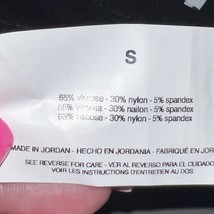 S
65% viscose - 30% nylon - 5% spandex
65% viscosa - 30% nailon - 5% spandex
65% viscose - 30% nylon - 5% spandex
MADE IN JORDAN - HECHO EN JORDANIA - FABRIQUÉ EN JORD
SEE REVERSE FOR CARE - VER AL REVERSO PARA EL CUIDADO
VOIR LES INSTRUCTIONS D'ENTRETIEN AU DOS